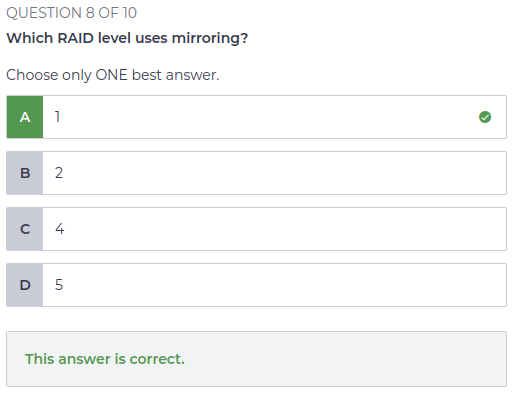 QUESTION 8 OF 10
Which RAID level uses mirroring?
Choose only ONE best answer.
A 1
B 2
C 4
D 5
This answer is correct.